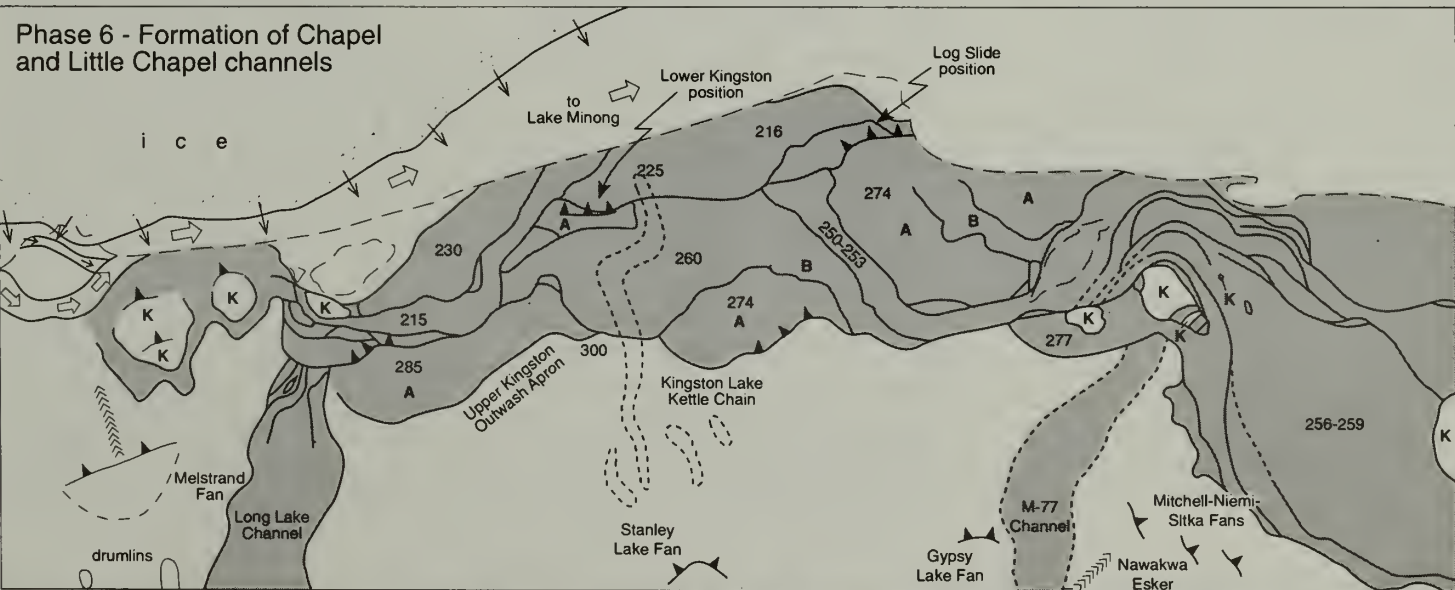 Phase 6 - Formation of Chapel
and Little Chapel channels
Log Slide
position
Lower Kingston
position
to
Lake Minong
i c e
216
225
274
A
B
A
A
230
250-253
260
B
K
K
K
K
215
274
A
K
K
K
K
277
285
A
300
Upper Kingston
Outwash Apron
Kingston Lake
Kettle Chain
256-259
K
Melstrand
Fan
Long Lake
Channel
drumlins
Stanley
Lake Fan
Gypsy
Lake Fan
M-77
Channel
Mitchell-Niemi-
Sltka Fans
Nawakwa
Esker